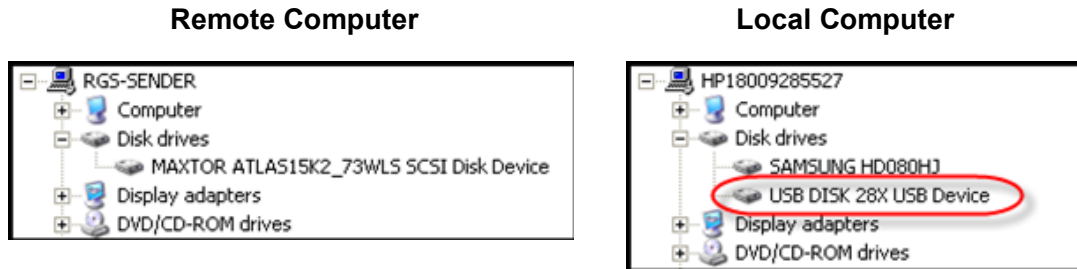 Remote Computer
RGS-SENDER
Computer
Disk drives
MAXTOR ATLAS15K2_73WLS SCSI Disk Device
Display adapters
DVD/CD-ROM drives
Local Computer
HP18009285527
Computer
Disk drives
SAMSUNG HD080HJ
USB DISK 28X USB Device
Display adapters
DVD/CD-ROM drives